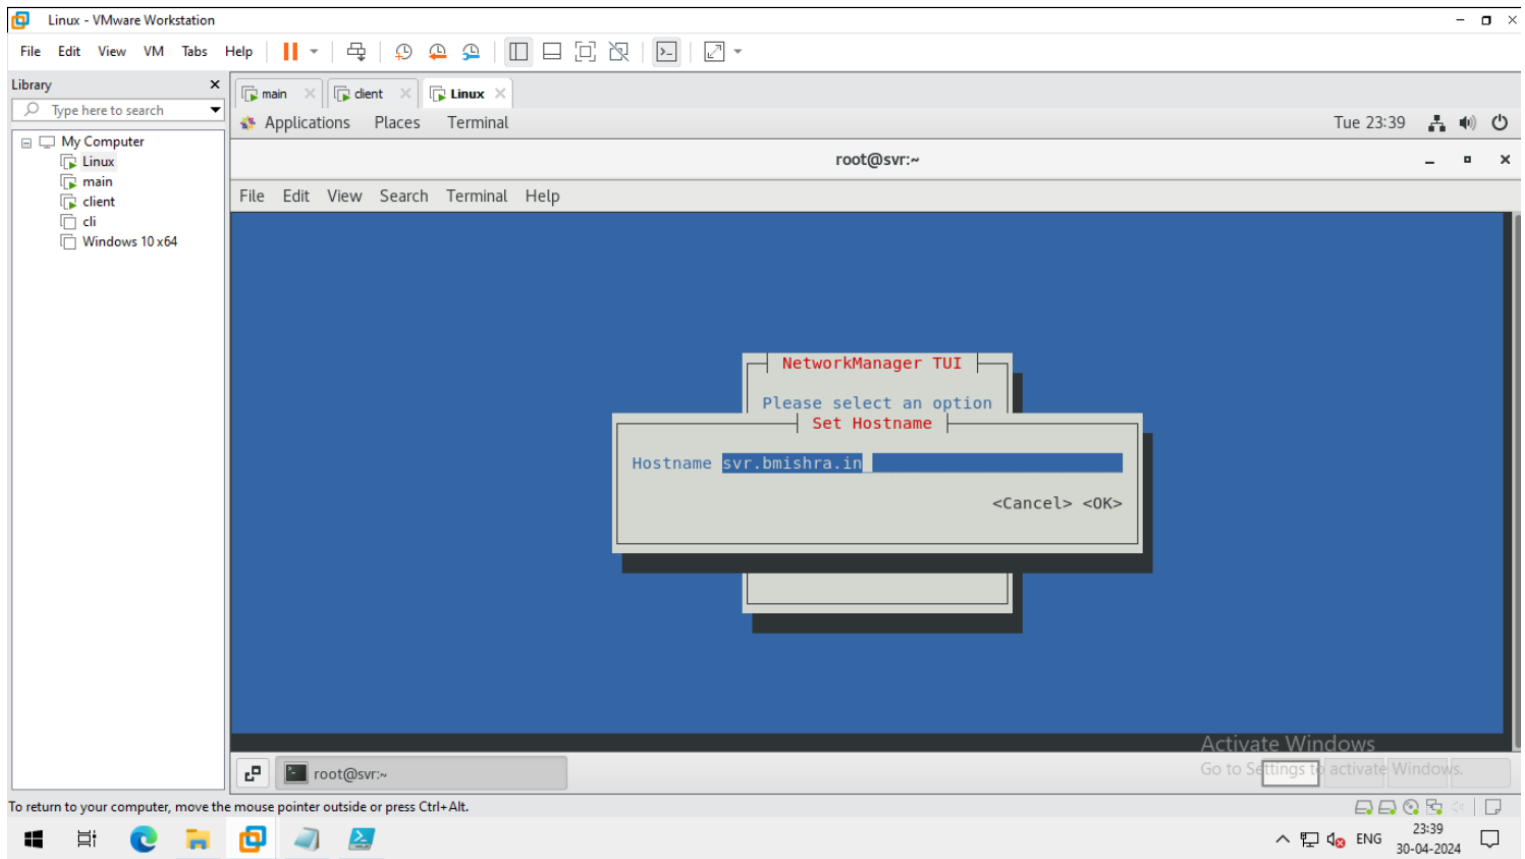 Linux - VMware Workstation
File Edit View VM Tabs Help
Library
Type here to search
My Computer
Linux
main
client
cli
Windows 10 x64
main client Linux
Applications Places Terminal Tue 23:39
root@svr:~
File Edit View Search Terminal Help
NetworkManager TUI
Please select an option
Set Hostname
Hostname svr.bmishra.in
<Cancel> <OK>
Activate Windows
Go to Settings to activate Windows.
root@svr:~
To return to your computer, move the mouse pointer outside or press Ctrl+Alt.
ENG 23:39
30-04-2024